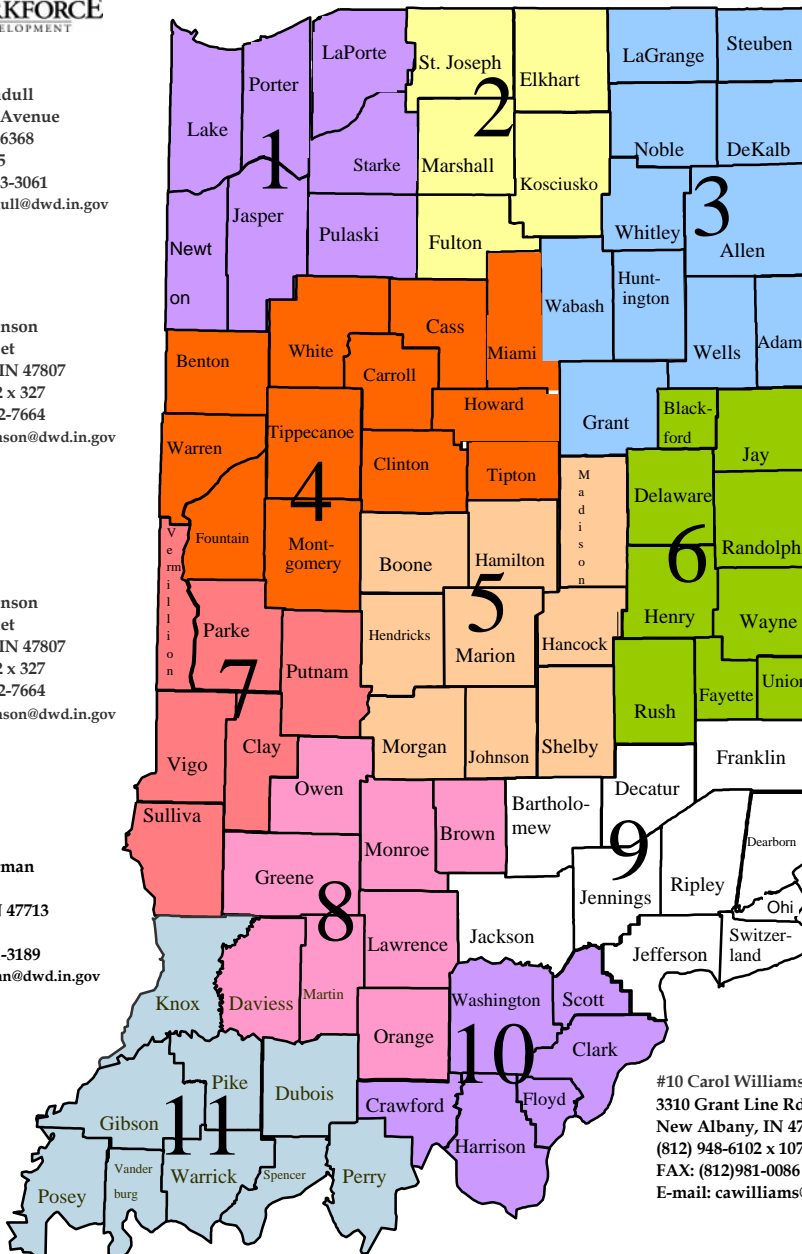 RKFORCE
ELOPMENT
dull
Avenue
6368
5
3-3061
ull@dwd.in.gov
nson
et
IN 47807
2 x 327
2-7664
nson@dwd.in.gov
nson
et
IN 47807
2 x 327
2-7664
nson@dwd.in.gov
rman
N 47713
-3189
an@dwd.in.gov
LaPorte
Porter
Lake
1
Starke
Jasper
Newt
on
Pulaski
St. Joseph
Elkhart
2
Marshall
Kosciusko
Fulton
LaGrange
Steuben
Noble
DeKalb
3
Whitley
Allen
Wabash
Hunt-
ington
Wells
Adam
Grant
Benton
White
Cass
Miami
Carroll
Howard
Warren
Tippecanoe
Clinton
Tipton
4
Fountain
Mont-
gomery
Black-
ford
Jay
Delaware
Randolph
6
Henry
Wayne
Rush
Fayette
Union
Madison
Boone
Hamilton
5
Hendricks
Marion
Hancock
Morgan
Johnson
Shelby
Vermillion
Parke
Putnam
7
Clay
Vigo
Sulliva
Owen
Monroe
Brown
Greene
8
Lawrence
Daviess
Martin
Orange
Franklin
Decatur
Bartholo-
mew
9
Dearborn
Ripley
Jennings
Ohi
Jackson
Jefferson
Switzer-
land
Washington
Scott
10
Clark
Crawford
Floyd
Harrison
Knox
Pike
Dubois
Gibson
11
Posey
Vander
burg
Warrick
Spencer
Perry
#10 Carol Williams
3310 Grant Line Rd
New Albany, IN 47
(812) 948-6102 x 107
FAX: (812)981-0086
E-mail: cawilliams@